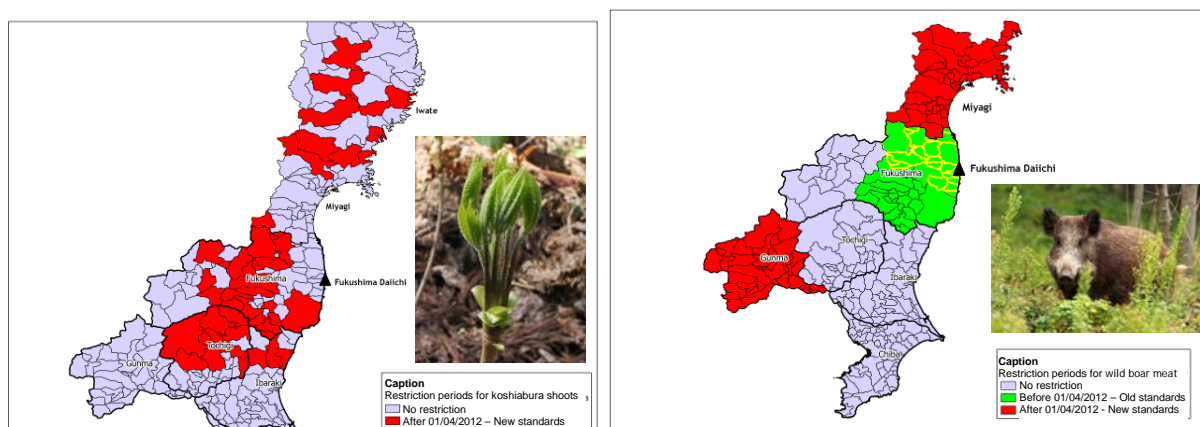 Iwate
Miyagi
Fukushima
Fukushima Daiichi
Tochigi
Gunma
Ibaraki
Caption
Restriction periods for koshiabura shoots
No restriction
After 01/04/2012 – New standards
Miyagi
Fukushima Daiichi
Fukushima
Tochigi
Gunma
Ibaraki
Chiba
Caption
Restriction periods for wild boar meat
No restriction
Before 01/04/2012 – Old standards
After 01/04/2012 - New standards